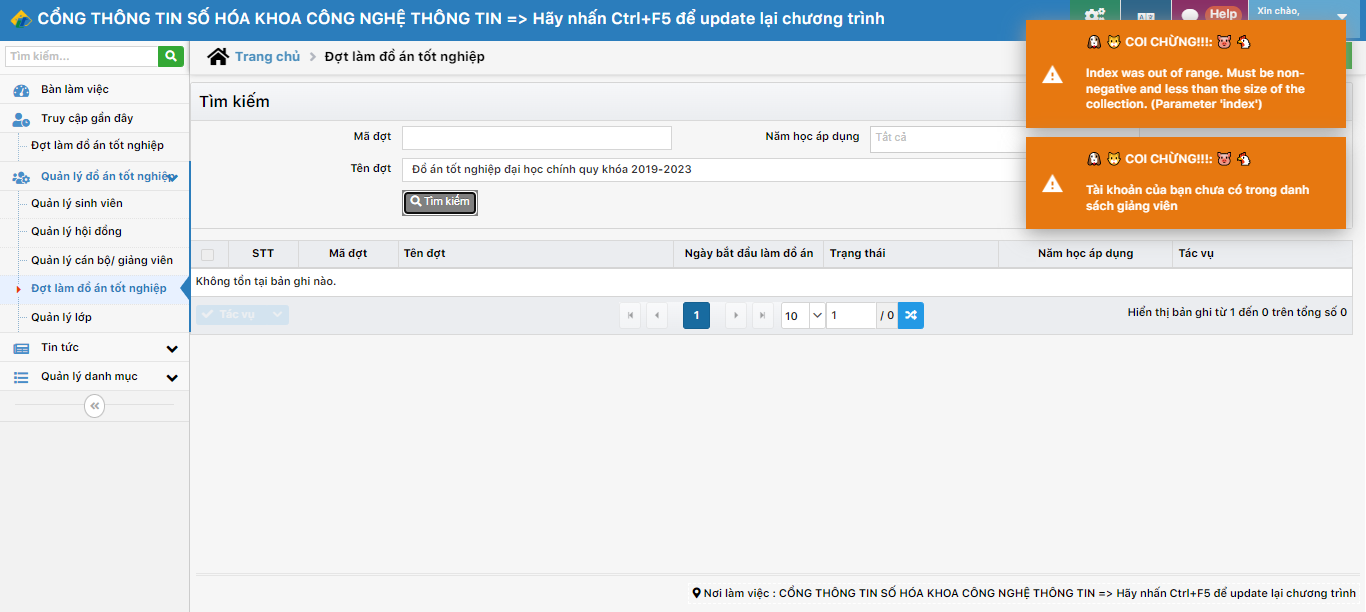 CỔNG THÔNG TIN SỐ HÓA KHOA CÔNG NGHỆ THÔNG TIN => Hãy nhấn Ctrl+F5 để update lại chương trình
Help
Xin chào,
Tìm kiếm...
Trang chủ > Đợt làm đồ án tốt nghiệp
COI CHỪNG!!!:
Index was out of range. Must be non-
negative and less than the size of the
collection. (Parameter 'index')
COI CHỪNG!!!:
Tài khoản của bạn chưa có trong danh
sách giảng viên
Bàn làm việc
Truy cập gần đây
Đợt làm đồ án tốt nghiệp
Quản lý đồ án tốt nghiệp
Quản lý sinh viên
Quản lý hội đồng
Quản lý cán bộ/ giảng viên
Đợt làm đồ án tốt nghiệp
Quản lý lớp
Tin tức
Quản lý danh mục
Tìm kiếm
Mã đợt
Năm học áp dụng
Tất cả
Tên đợt
Đồ án tốt nghiệp đại học chính quy khóa 2019-2023
Tìm kiếm
STT Mã đợt Tên đợt Ngày bắt đầu làm đồ án Trạng thái Năm học áp dụng Tác vụ
Không tồn tại bản ghi nào.
Tác vụ
1
10
1
/ 0
Hiển thị bản ghi từ 1 đến 0 trên tổng số 0
Nơi làm việc : CỔNG THÔNG TIN SỐ HÓA KHOA CÔNG NGHỆ THÔNG TIN => Hãy nhấn Ctrl+F5 để update lại chương trình